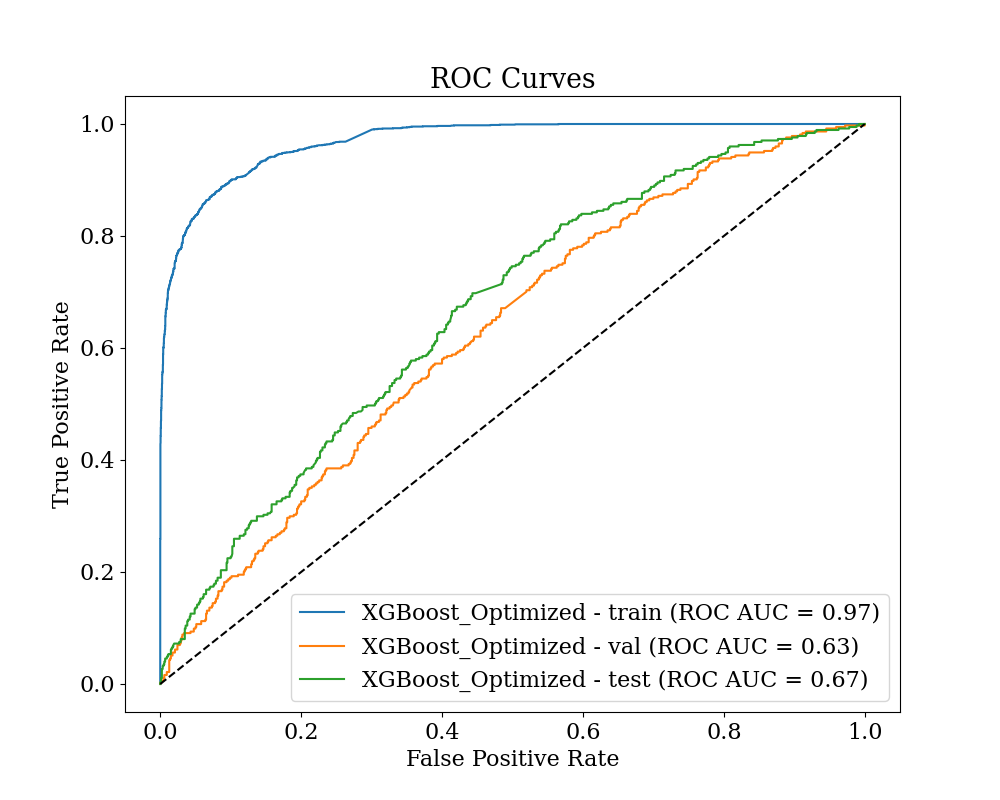 ROC Curves
True Positive Rate
1.0
0.8
0.6
0.4
0.2
0.0
XGBoost_Optimized - train (ROC AUC = 0.97)
XGBoost_Optimized - val (ROC AUC = 0.63)
XGBoost_Optimized - test (ROC AUC = 0.67)
0.0 0.2 0.4 0.6 0.8 1.0
False Positive Rate